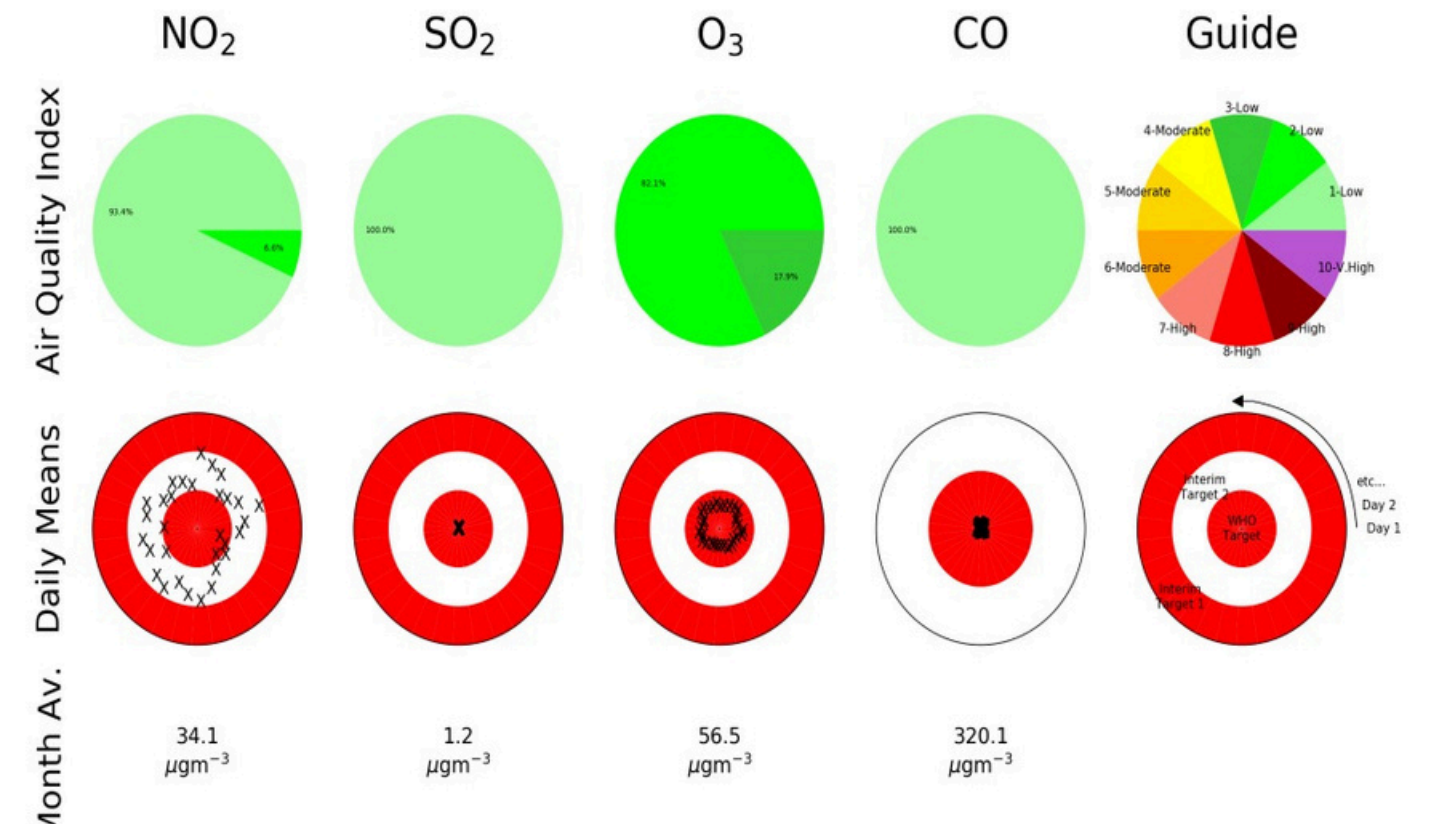 NO₂ SO₂ O₃ CO Guide
Air Quality Index
93.4%
6.6%
100.0%
82.1%
17.9%
100.0%
3-Low
4-Moderate
2-Low
5-Moderate
1-Low
6-Moderate
10-V.High
7-High
9-High
8-High
Daily Means
Interim
Target 2
WHO
Target
Interim
Target 1
etc...
Day 2
Day 1
Month Av.
34.1
μgm⁻³
1.2
μgm⁻³
56.5
μgm⁻³
320.1
μgm⁻³